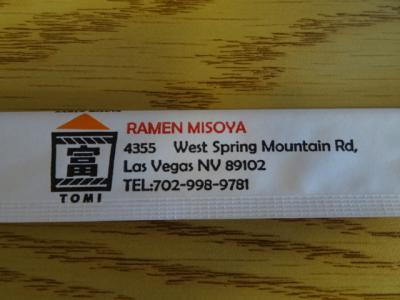 RAMEN MISOYA
4355 West Spring Mountain Rd,
Las Vegas NV 89102
TEL:702-998-9781
富
TOMI